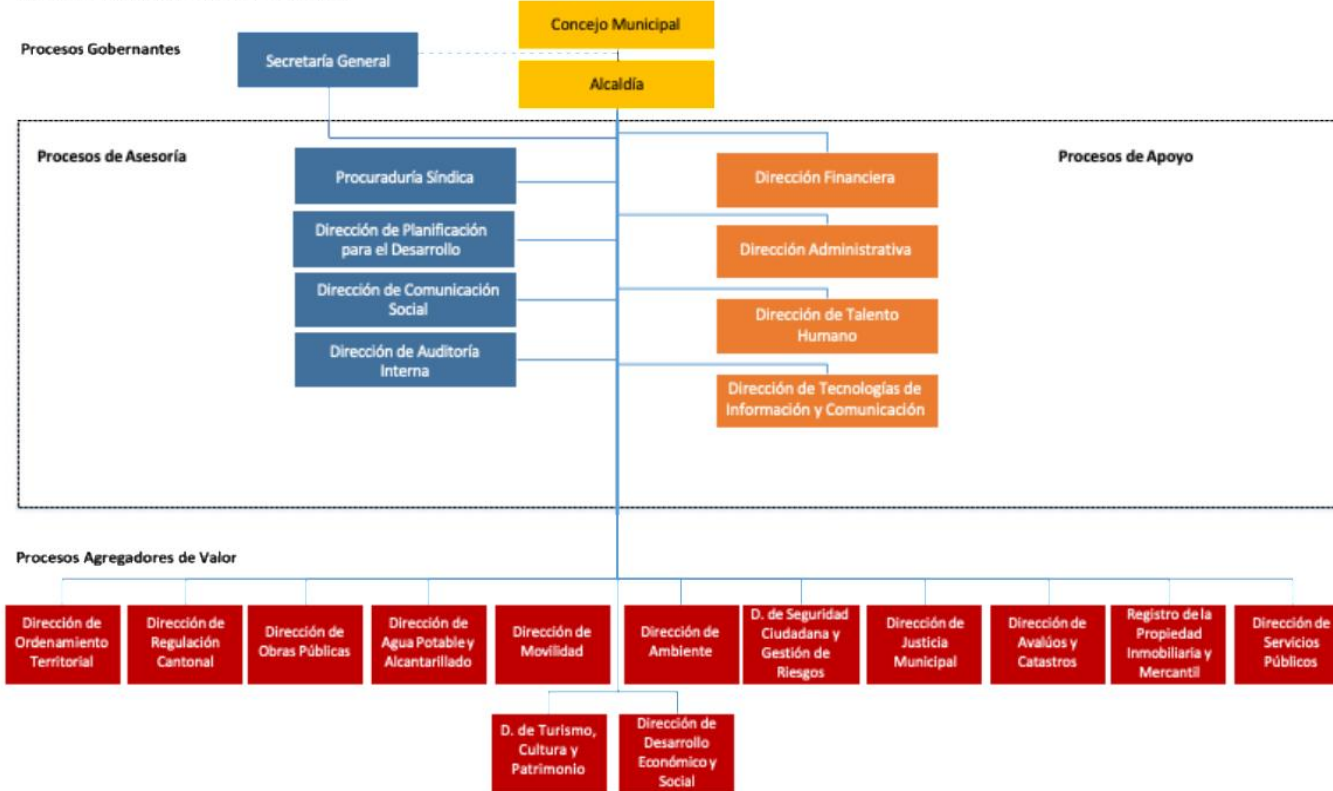 Concejo Municipal
Procesos Gobernantes
Secretaría General
Alcaldía
Procesos de Asesoría
Procesos de Apoyo
Procuraduría Síndica
Dirección de Planificación
para el Desarrollo
Dirección de Comunicación
Social
Dirección de Auditoría
Interna
Dirección Financiera
Dirección Administrativa
Dirección de Talento
Humano
Dirección de Tecnologías de
Información y Comunicación
Procesos Agregadores de Valor
Dirección de
Ordenamiento
Territorial
Dirección de
Regulación
Cantonal
Dirección de
Obras Públicas
Dirección de
Agua Potable y
Alcantarillado
Dirección de
Movilidad
Dirección de
Ambiente
D. de Seguridad
Ciudadana y
Gestión de
Riesgos
Dirección de
Justicia
Municipal
Dirección de
Avalúos y
Catastros
Registro de la
Propiedad
Inmobiliaria y
Mercantil
Dirección de
Servicios
Públicos
D. de Turismo,
Cultura y
Patrimonio
Dirección de
Desarrollo
Económico y
Social